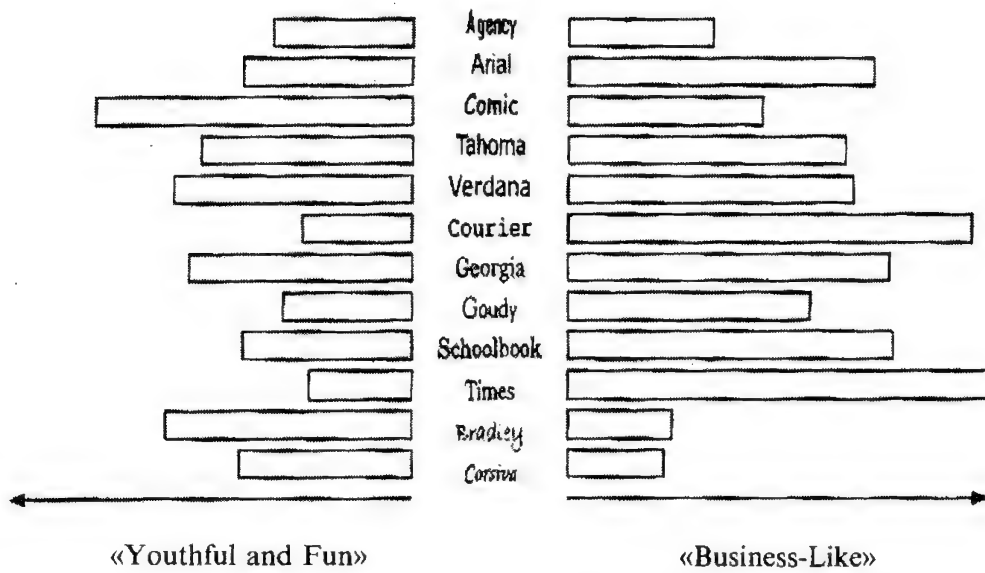 Agency
Arial
Comic
Tahoma
Verdana
Courier
Georgia
Goudy
Schoolbook
Times
Bradley
Corsiva
«Youthful and Fun» «Business-Like»